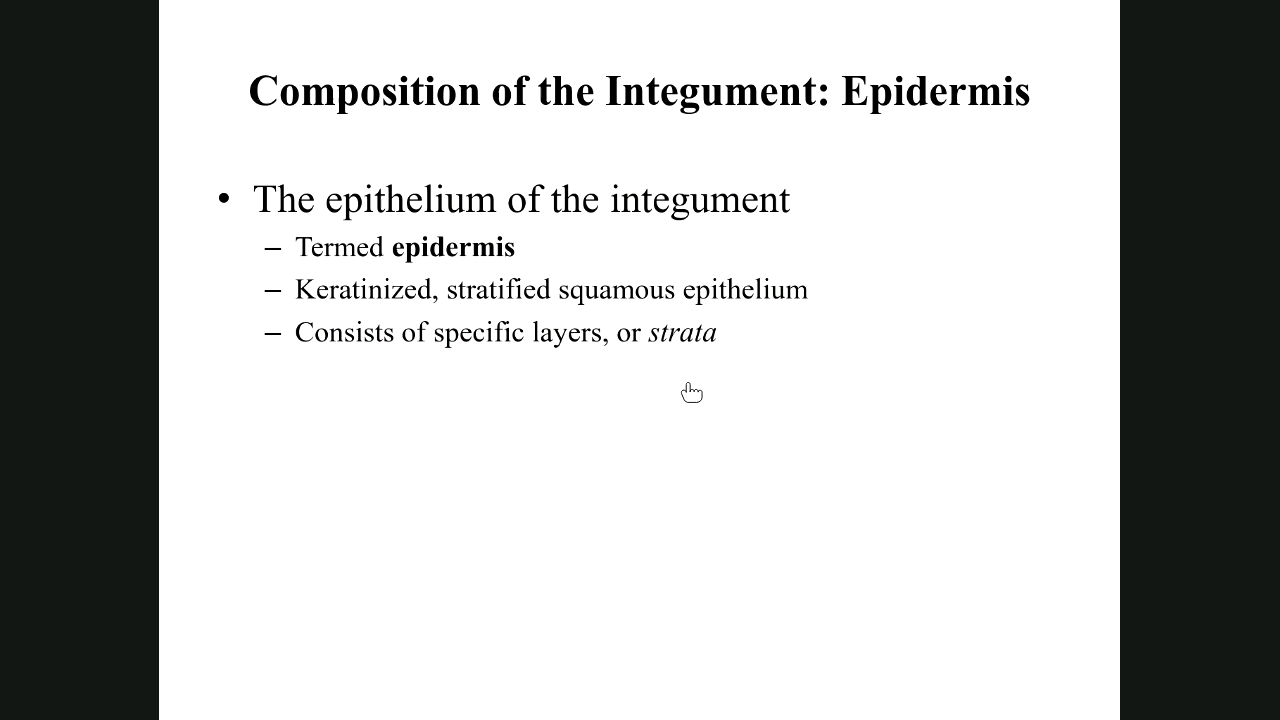 Composition of the Integument: Epidermis
• The epithelium of the integument
– Termed epidermis
– Keratinized, stratified squamous epithelium
– Consists of specific layers, or strata